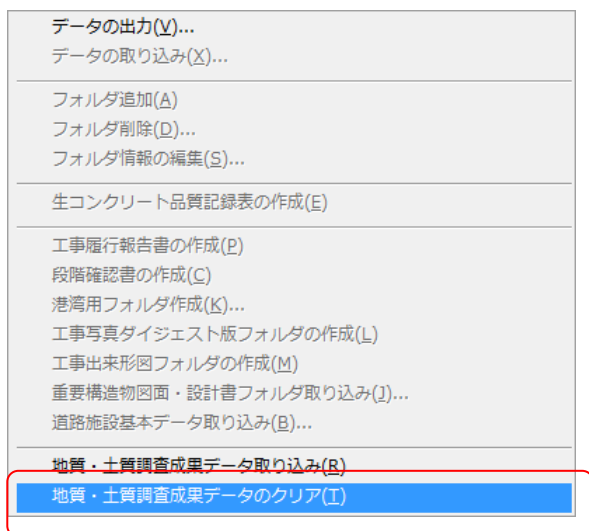 データの出力(V)...
データの取り込み(X)...
フォルダ追加(A)
フォルダ削除(D)...
フォルダ情報の編集(S)...
生コンクリート品質記録表の作成(E)
工事履行報告書の作成(P)
段階確認書の作成(C)
港湾用フォルダ作成(K)...
工事写真ダイジェスト版フォルダの作成(L)
工事出来形図フォルダの作成(M)
重要構造物図面・設計書フォルダ取り込み(J)...
道路施設基本データ取り込み(B)...
地質・土質調査成果データ取り込み(R)
地質・土質調査成果データのクリア(T)